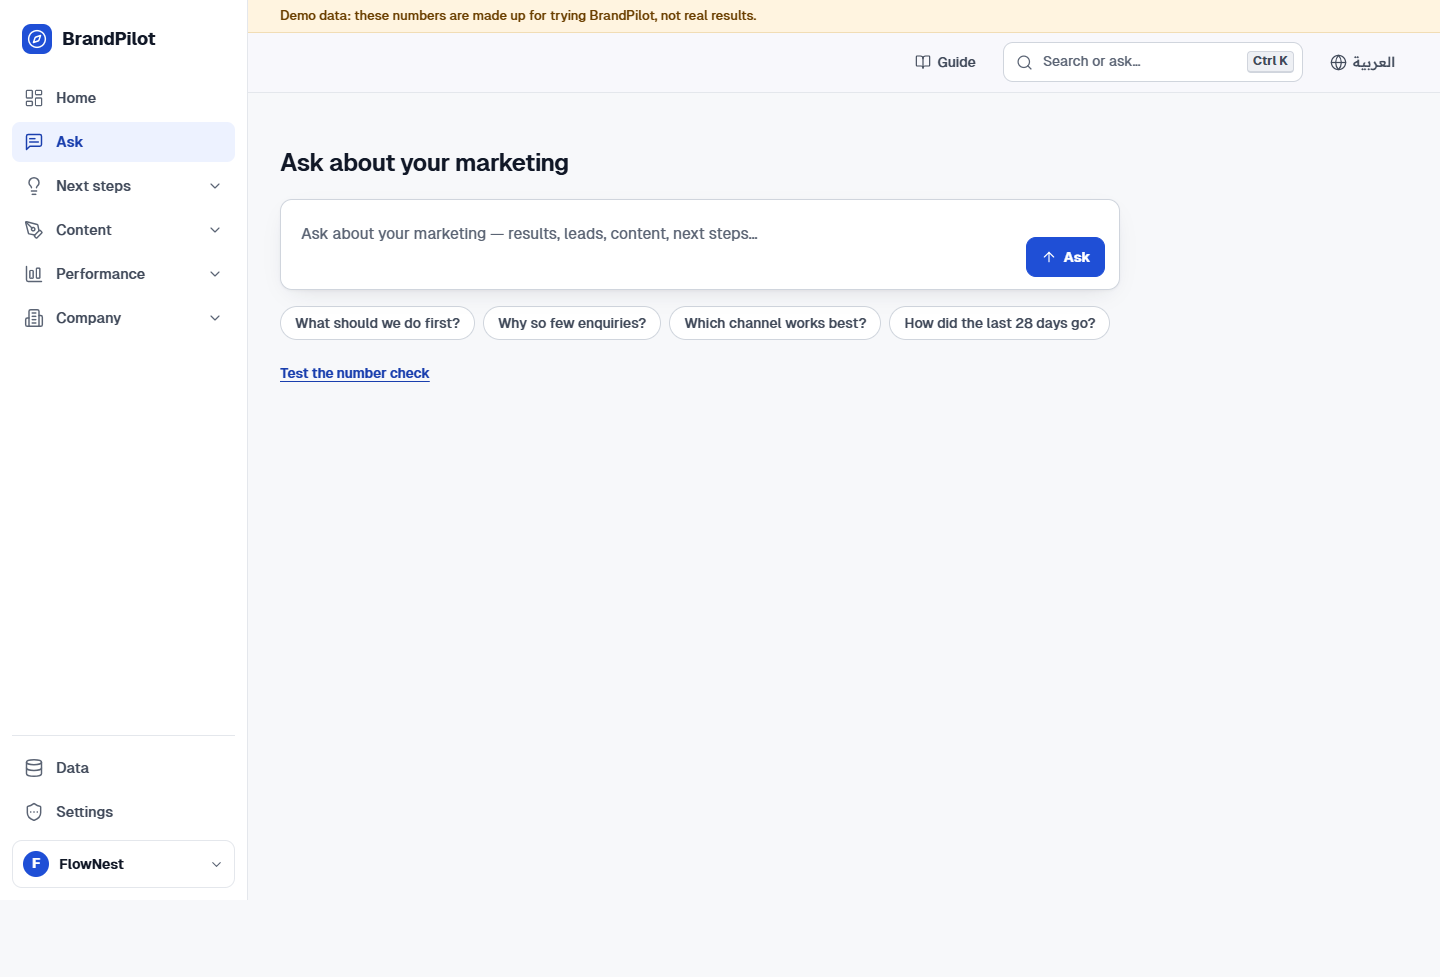 Demo data: these numbers are made up for trying BrandPilot, not real results.
BrandPilot
Guide
Search or ask...
Ctrl K
العربية
Home
Ask
Next steps
Content
Performance
Company
Ask about your marketing
Ask about your marketing — results, leads, content, next steps...
Ask
What should we do first?
Why so few enquiries?
Which channel works best?
How did the last 28 days go?
Test the number check
Data
Settings
F
FlowNest